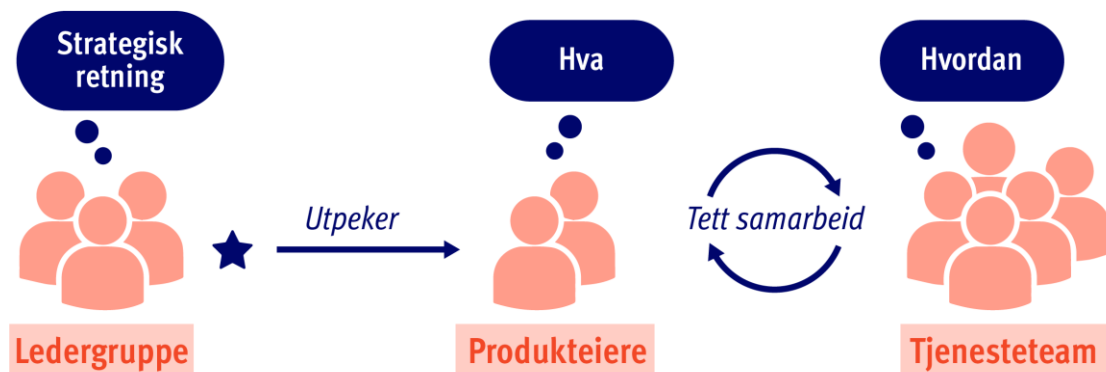 Strategisk
retning
Hva
Hvordan
Utpeker
Tett samarbeid
Ledergruppe
Produkteiere
Tjenesteteam